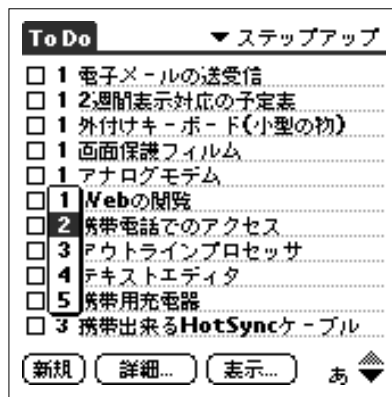 To Do ▼ ステップアップ
1 電子メールの送受信
1 2週間表示対応の予定表
1 外付けキーボード(小型の物)
1 画面保護フィルム
1 アナログモデム
1 Webの閲覧
2 携帯電話でのアクセス
3 アウトラインプロセッサ
4 テキストエディタ
5 携帯用充電器
3 携帯出来るHotSyncケーブル
新規 詳細... 表示... あ